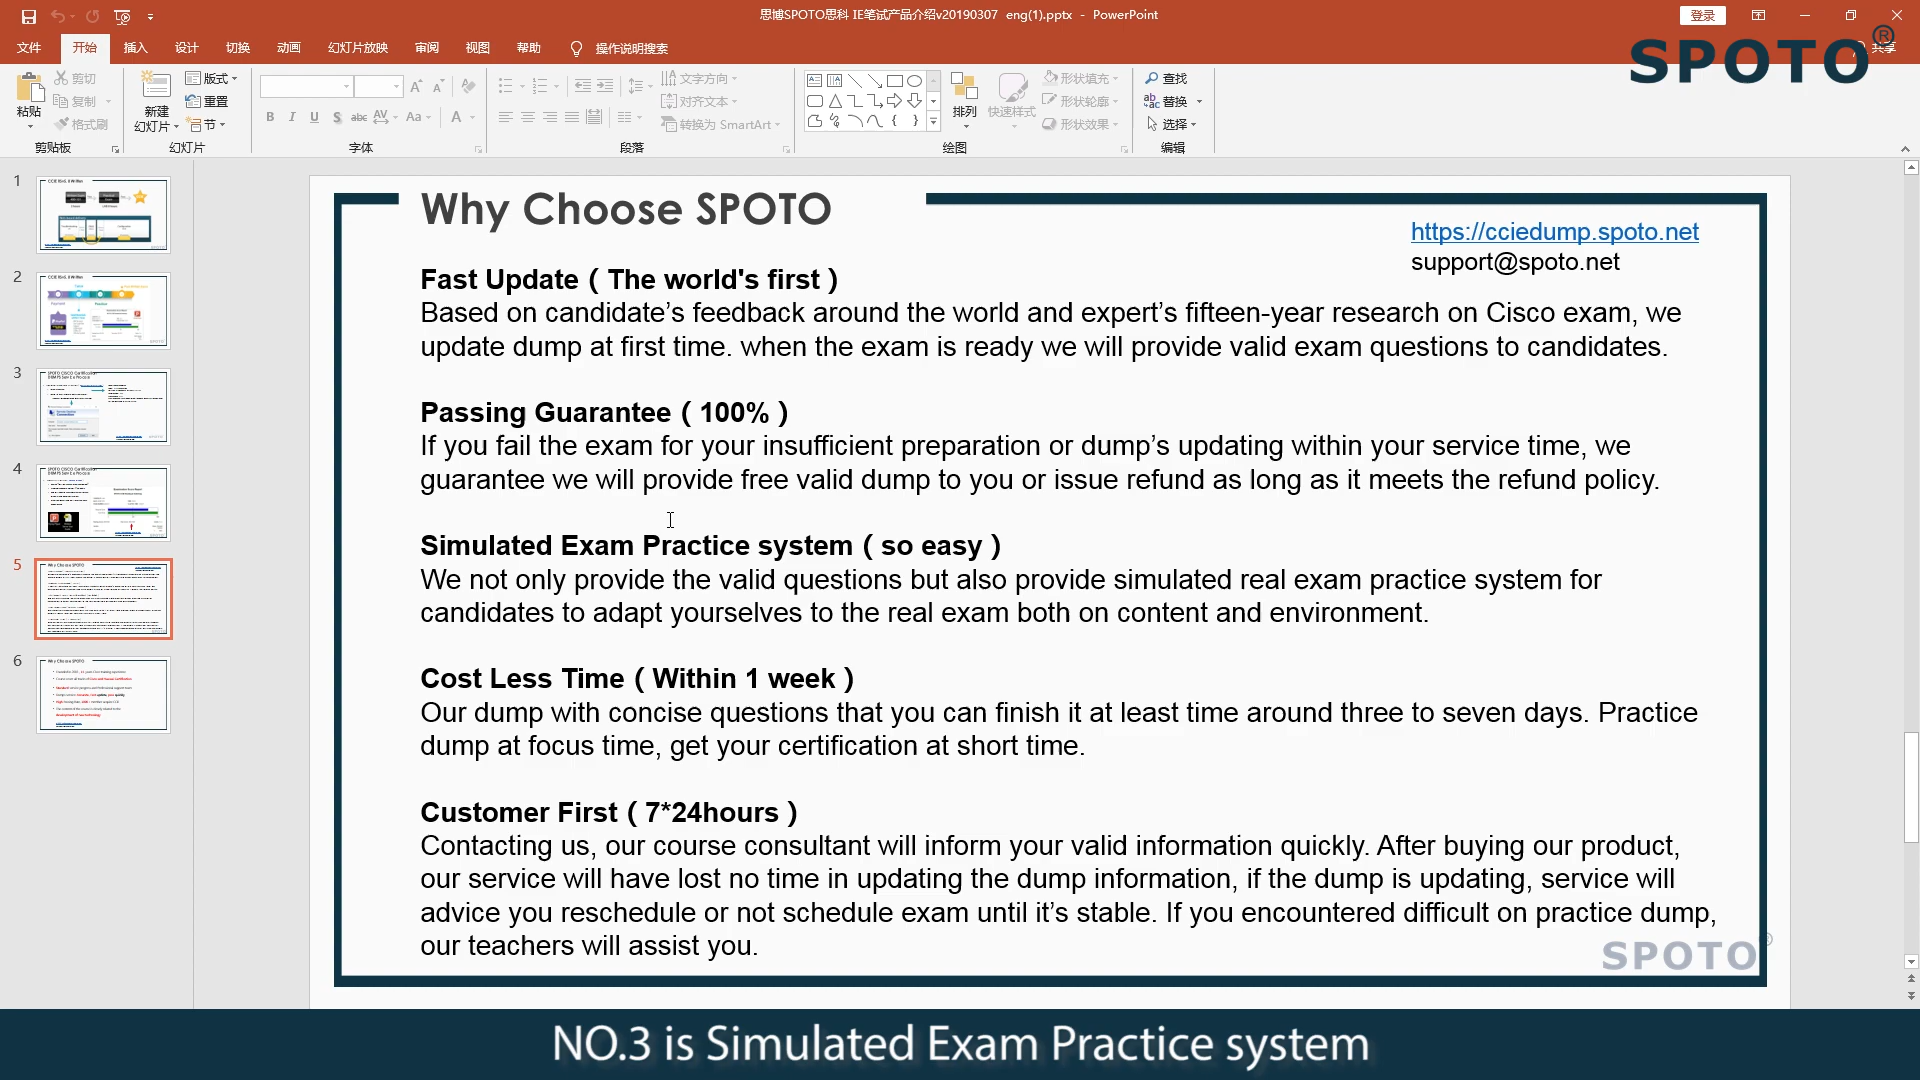 思博SPOTO思科 IE笔试产品介绍v20190307 eng(1).pptx - PowerPoint
登录
文件 开始 插入 设计 切换 动画 幻灯片放映 审阅 视图 帮助 操作说明搜索 共享
SPOTO®
粘贴
剪切
复制
格式刷
剪贴板
新建
幻灯片
版式
重置
节
幻灯片
B I U S abc AV Aa A
字体
文字方向
对齐文本
转换为 SmartArt
段落
排列
快速样式
形状填充
形状轮廓
形状效果
绘图
查找
替换
选择
编辑
1
2
3
4
5
6
Why Choose SPOTO
https://cciedump.spoto.net
support@spoto.net
Fast Update ( The world's first )
Based on candidate’s feedback around the world and expert’s fifteen-year research on Cisco exam, we
update dump at first time. when the exam is ready we will provide valid exam questions to candidates.
Passing Guarantee ( 100% )
If you fail the exam for your insufficient preparation or dump’s updating within your service time, we
guarantee we will provide free valid dump to you or issue refund as long as it meets the refund policy.
Simulated Exam Practice system ( so easy )
We not only provide the valid questions but also provide simulated real exam practice system for
candidates to adapt yourselves to the real exam both on content and environment.
Cost Less Time ( Within 1 week )
Our dump with concise questions that you can finish it at least time around three to seven days. Practice
dump at focus time, get your certification at short time.
Customer First ( 7*24hours )
Contacting us, our course consultant will inform your valid information quickly. After buying our product,
our service will have lost no time in updating the dump information, if the dump is updating, service will
advice you reschedule or not schedule exam until it’s stable. If you encountered difficult on practice dump,
our teachers will assist you.
SPOTO®
NO.3 is Simulated Exam Practice system